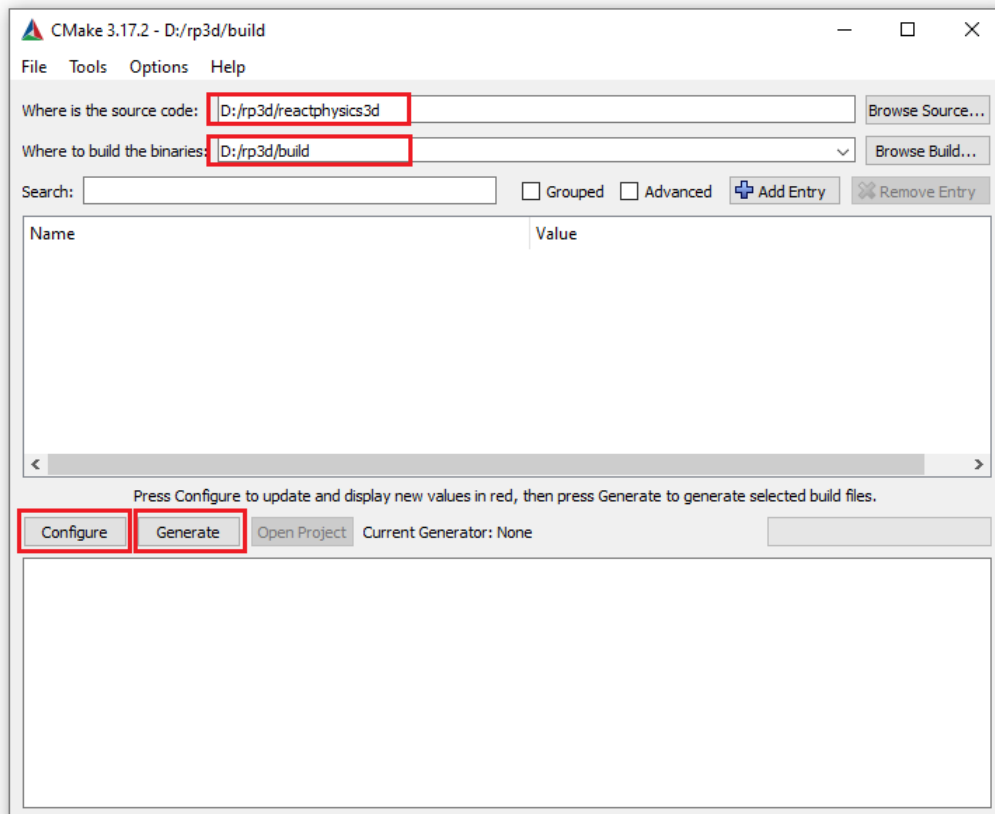 CMake 3.17.2 - D:/rp3d/build
File Tools Options Help
Where is the source code: D:/rp3d/reactphysics3d Browse Source...
Where to build the binaries: D:/rp3d/build Browse Build...
Search: Grouped Advanced Add Entry Remove Entry
Name Value
Press Configure to update and display new values in red, then press Generate to generate selected build files.
Configure Generate Open Project Current Generator: None